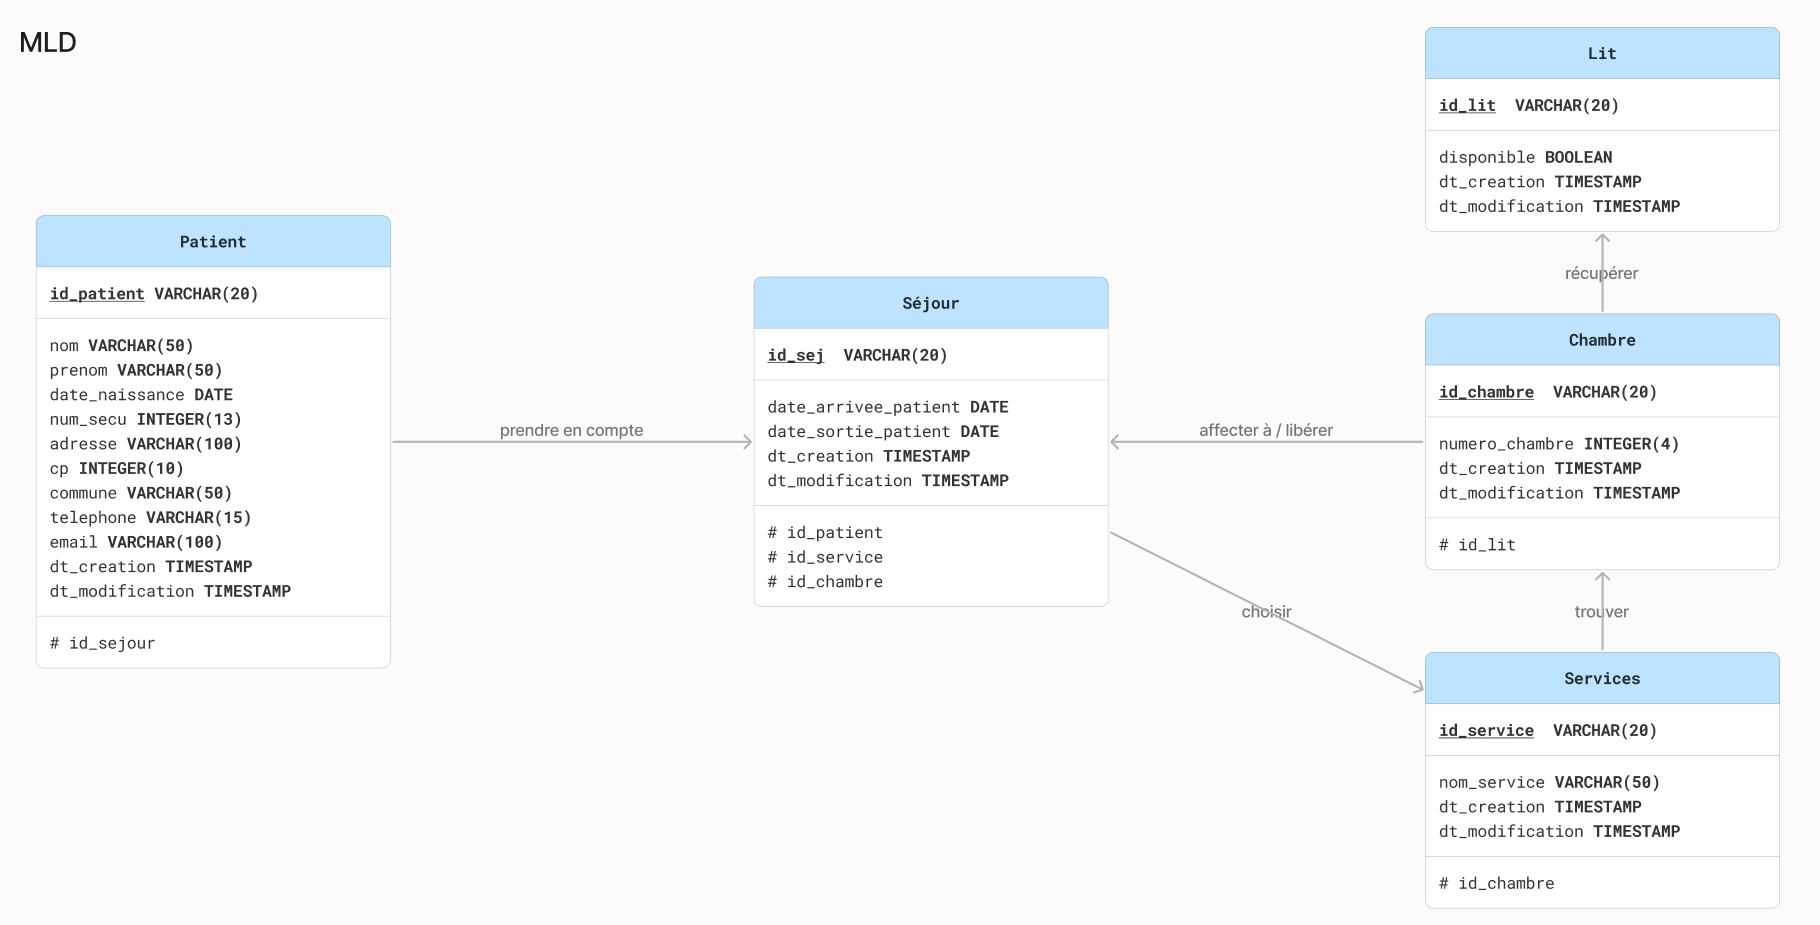 MLD
Patient
id_patient VARCHAR(20)
nom VARCHAR(50)
prenom VARCHAR(50)
date_naissance DATE
num_secu INTEGER(13)
adresse VARCHAR(100)
cp INTEGER(10)
commune VARCHAR(50)
telephone VARCHAR(15)
email VARCHAR(100)
dt_creation TIMESTAMP
dt_modification TIMESTAMP
# id_sejour
prendre en compte
Séjour
id_sej VARCHAR(20)
date_arrivee_patient DATE
date_sortie_patient DATE
dt_creation TIMESTAMP
dt_modification TIMESTAMP
# id_patient
# id_service
# id_chambre
affecter à / libérer
choisir
Lit
id_lit VARCHAR(20)
disponible BOOLEAN
dt_creation TIMESTAMP
dt_modification TIMESTAMP
récupérer
Chambre
id_chambre VARCHAR(20)
numero_chambre INTEGER(4)
dt_creation TIMESTAMP
dt_modification TIMESTAMP
# id_lit
trouver
Services
id_service VARCHAR(20)
nom_service VARCHAR(50)
dt_creation TIMESTAMP
dt_modification TIMESTAMP
# id_chambre